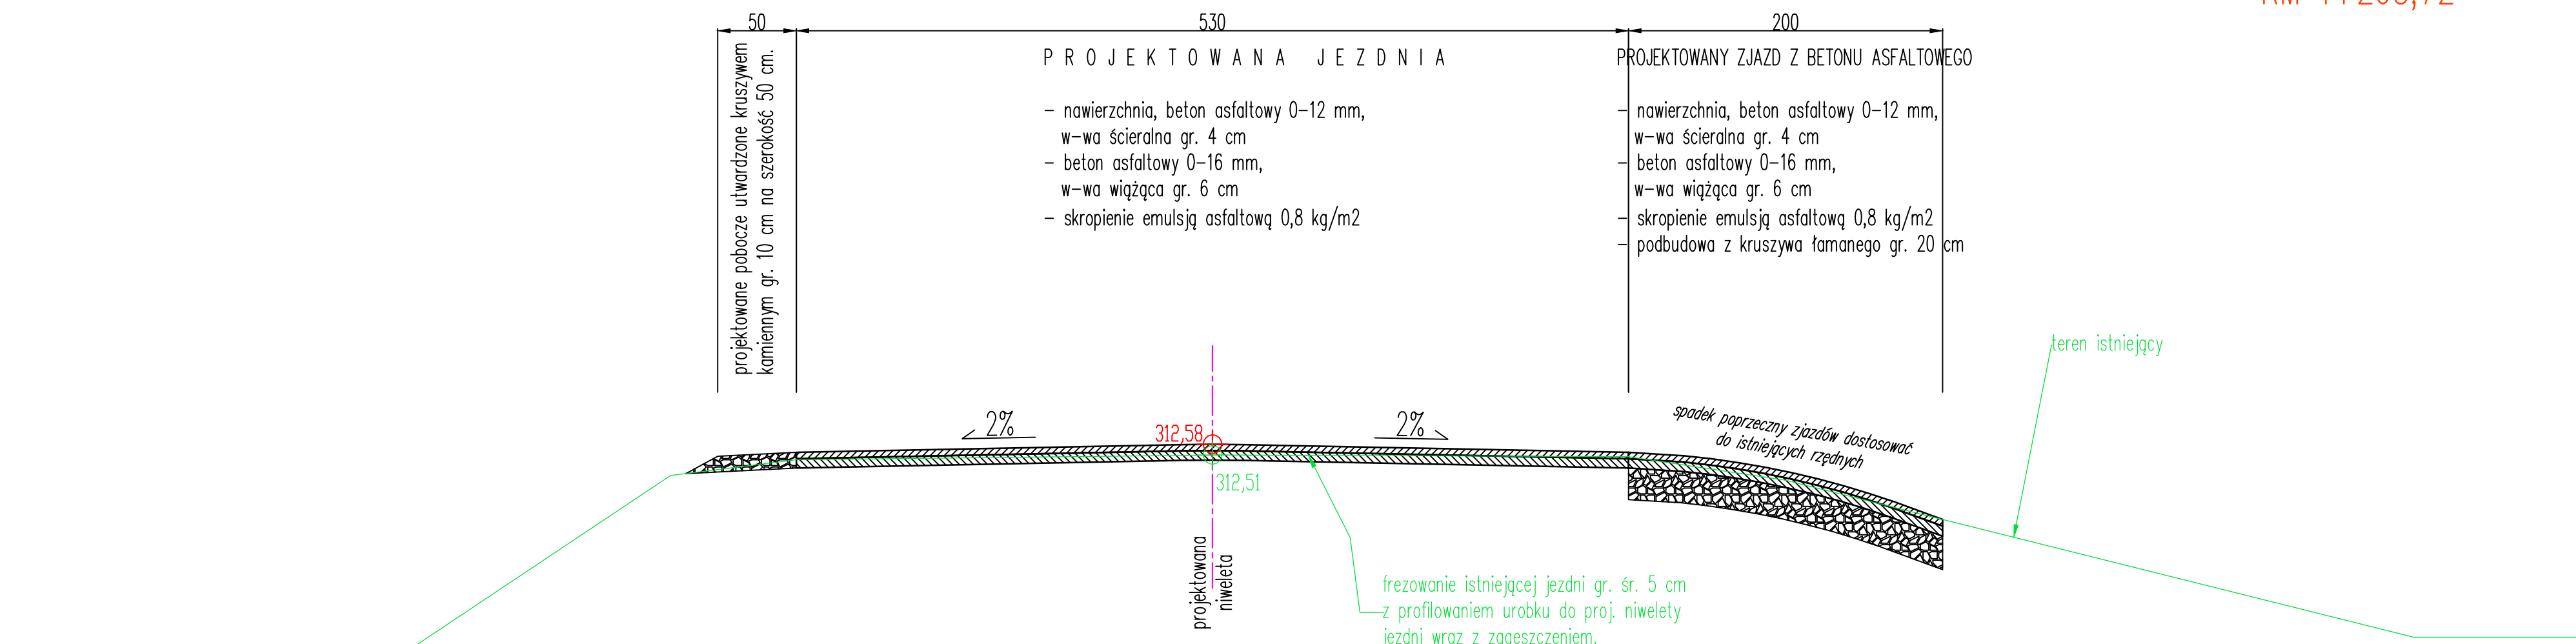 50
530
200
projektowane pobocze utwardzone kruszywem
kamiennym gr. 10 cm na szerokość 50 cm.
PROJEKTOWANA JEZDNIA
- nawierzchnia, beton asfaltowy 0-12 mm,
w-wa ścieralna gr. 4 cm
- beton asfaltowy 0-16 mm,
w-wa wiążąca gr. 6 cm
- skropienie emulsją asfaltową 0,8 kg/m2
PROJEKTOWANY ZJAZD Z BETONU ASFALTOWEGO
- nawierzchnia, beton asfaltowy 0-12 mm,
w-wa ścieralna gr. 4 cm
- beton asfaltowy 0-16 mm,
w-wa wiążąca gr. 6 cm
- skropienie emulsją asfaltową 0,8 kg/m2
- podbudowa z kruszywa łamanego gr. 20 cm
teren istniejący
2%
312,58
2%
spadek poprzeczny zjazdów dostosować
do istniejących rzędnych
312,51
projektowana
niweleta
frezowanie istniejącej jezdni gr. śr. 5 cm
z profilowaniem urobku do proj. niwelety
jezdni wraz z zagęszczeniem.